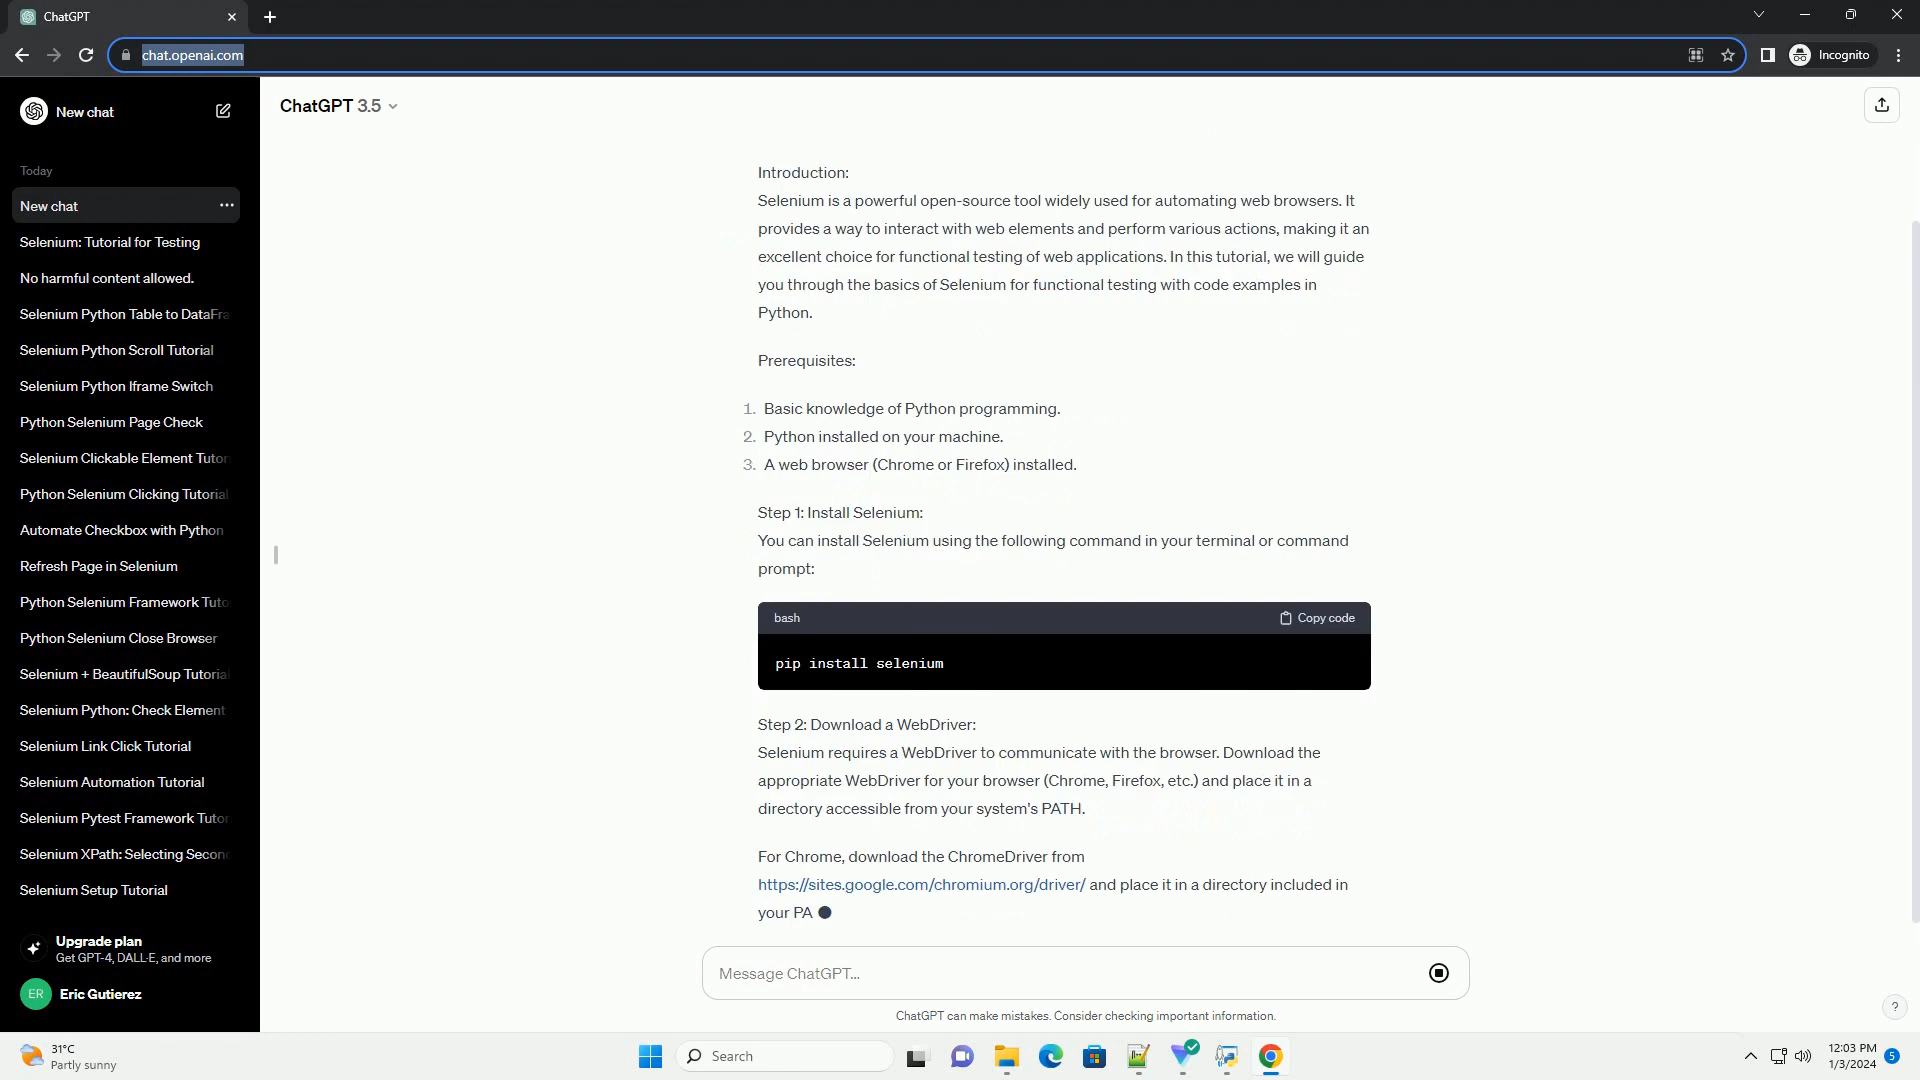 ChatGPT
chat.openai.com
Incognito
New chat
ChatGPT 3.5
Today
New chat
Selenium: Tutorial for Testing
No harmful content allowed.
Selenium Python Table to DataFra
Selenium Python Scroll Tutorial
Selenium Python Iframe Switch
Python Selenium Page Check
Selenium Clickable Element Tutor
Python Selenium Clicking Tutorial
Automate Checkbox with Python
Refresh Page in Selenium
Python Selenium Framework Tuto
Python Selenium Close Browser
Selenium + BeautifulSoup Tutorial
Selenium Python: Check Element
Selenium Link Click Tutorial
Selenium Automation Tutorial
Selenium Pytest Framework Tutor
Selenium XPath: Selecting Secon
Selenium Setup Tutorial
Upgrade plan
Get GPT-4, DALL·E, and more
ER
Eric Gutierez
Introduction:
Selenium is a powerful open-source tool widely used for automating web browsers. It
provides a way to interact with web elements and perform various actions, making it an
excellent choice for functional testing of web applications. In this tutorial, we will guide
you through the basics of Selenium for functional testing with code examples in
Python.
Prerequisites:
1. Basic knowledge of Python programming.
2. Python installed on your machine.
3. A web browser (Chrome or Firefox) installed.
Step 1: Install Selenium:
You can install Selenium using the following command in your terminal or command
prompt:
bash
Copy code
pip install selenium
Step 2: Download a WebDriver:
Selenium requires a WebDriver to communicate with the browser. Download the
appropriate WebDriver for your browser (Chrome, Firefox, etc.) and place it in a
directory accessible from your system's PATH.
For Chrome, download the ChromeDriver from
https://sites.google.com/chromium.org/driver/ and place it in a directory included in
your PA
Message ChatGPT...
ChatGPT can make mistakes. Consider checking important information.
?
31°C
Partly sunny
Search
12:03 PM
1/3/2024
5